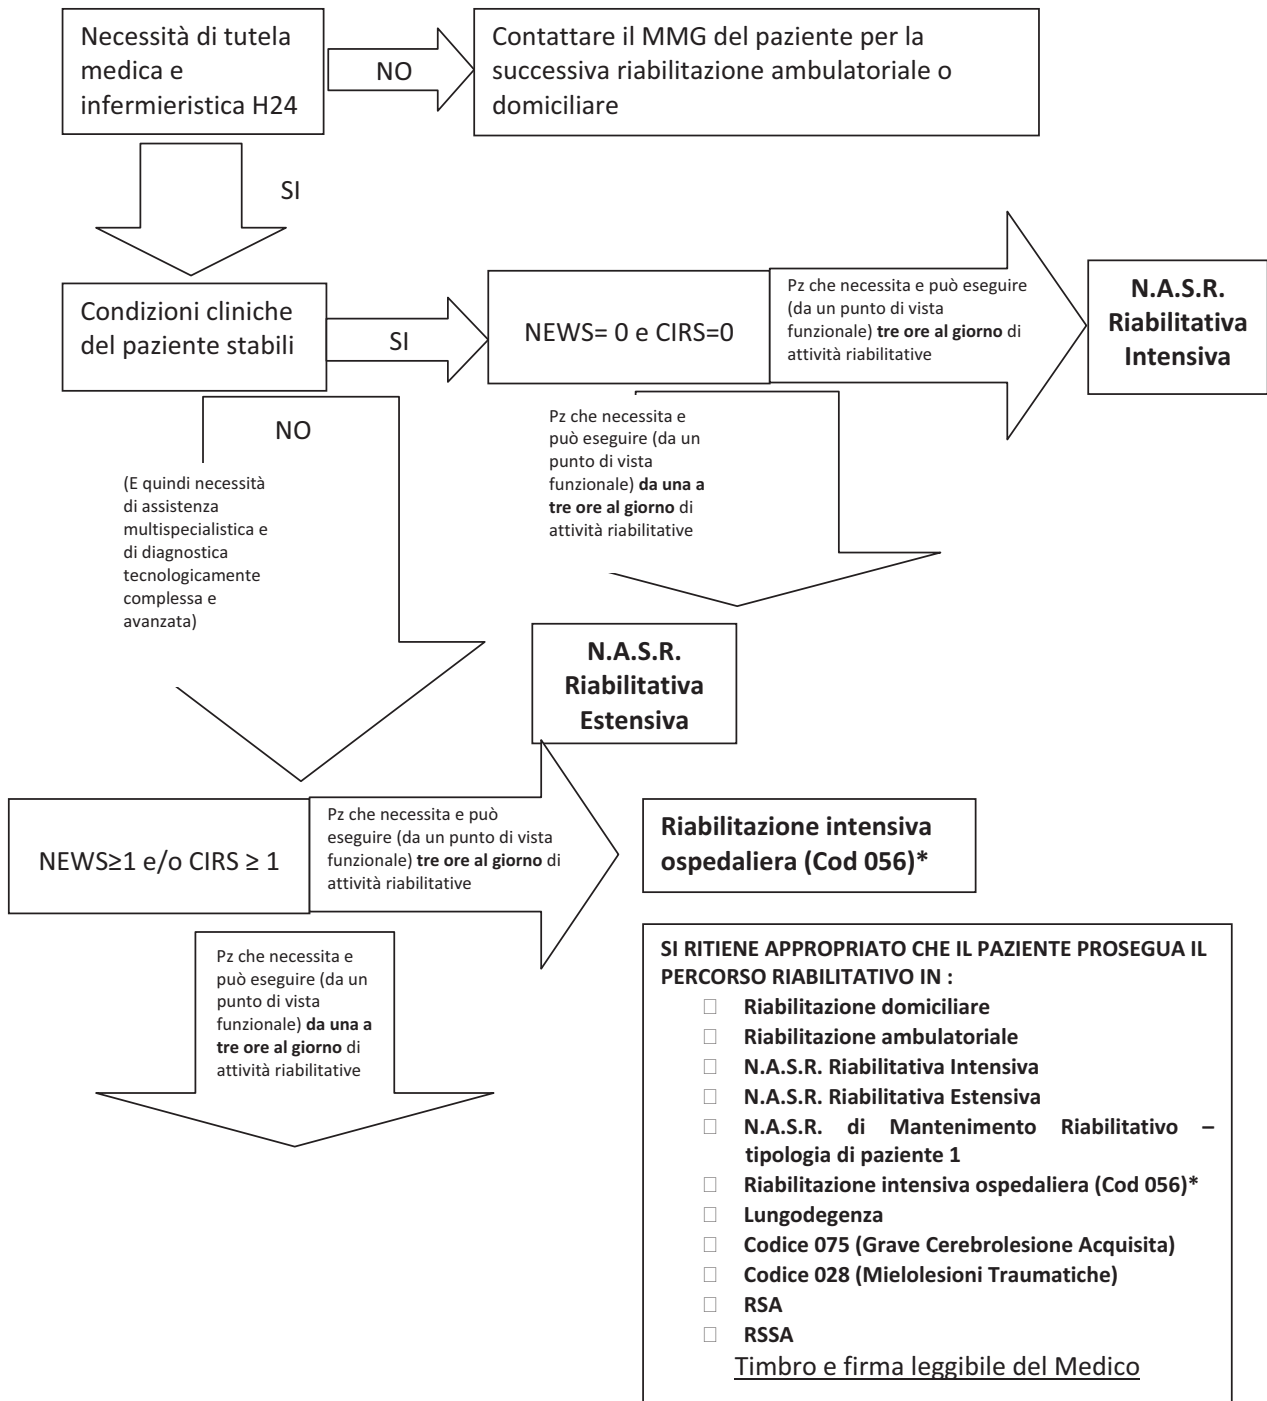 Necessità di tutela
medica e
infermieristica H24
NO
Contattare il MMG del paziente per la
successiva riabilitazione ambulatoriale o
domiciliare
SI
Condizioni cliniche
del paziente stabili
SI
NEWS= 0 e CIRS=0
Pz che necessita e può eseguire
(da un punto di vista
funzionale) tre ore al giorno di
attività riabilitative
N.A.S.R.
Riabilitativa
Intensiva
NO
(E quindi necessità
di assistenza
multispecialistica e
di diagnostica
tecnologicamente
complessa e
avanzata)
Pz che necessita e
può eseguire (da un
punto di vista
funzionale) da una a
tre ore al giorno di
attività riabilitative
N.A.S.R.
Riabilitativa
Estensiva
NEWS≥1 e/o CIRS ≥ 1
Pz che necessita e può
eseguire (da un punto di vista
funzionale) tre ore al giorno di
attività riabilitative
Riabilitazione intensiva
ospedaliera (Cod 056)*
Pz che necessita e
può eseguire (da un
punto di vista
funzionale) da una a
tre ore al giorno di
attività riabilitative
SI RITIENE APPROPRIATO CHE IL PAZIENTE PROSEGUA IL
PERCORSO RIABILITATIVO IN :
□ Riabilitazione domiciliare
□ Riabilitazione ambulatoriale
□ N.A.S.R. Riabilitativa Intensiva
□ N.A.S.R. Riabilitativa Estensiva
□ N.A.S.R. di Mantenimento Riabilitativo –
tipologia di paziente 1
□ Riabilitazione intensiva ospedaliera (Cod 056)*
□ Lungodegenza
□ Codice 075 (Grave Cerebrolesione Acquisita)
□ Codice 028 (Mielolesioni Traumatiche)
□ RSA
□ RSSA
Timbro e firma leggibile del Medico